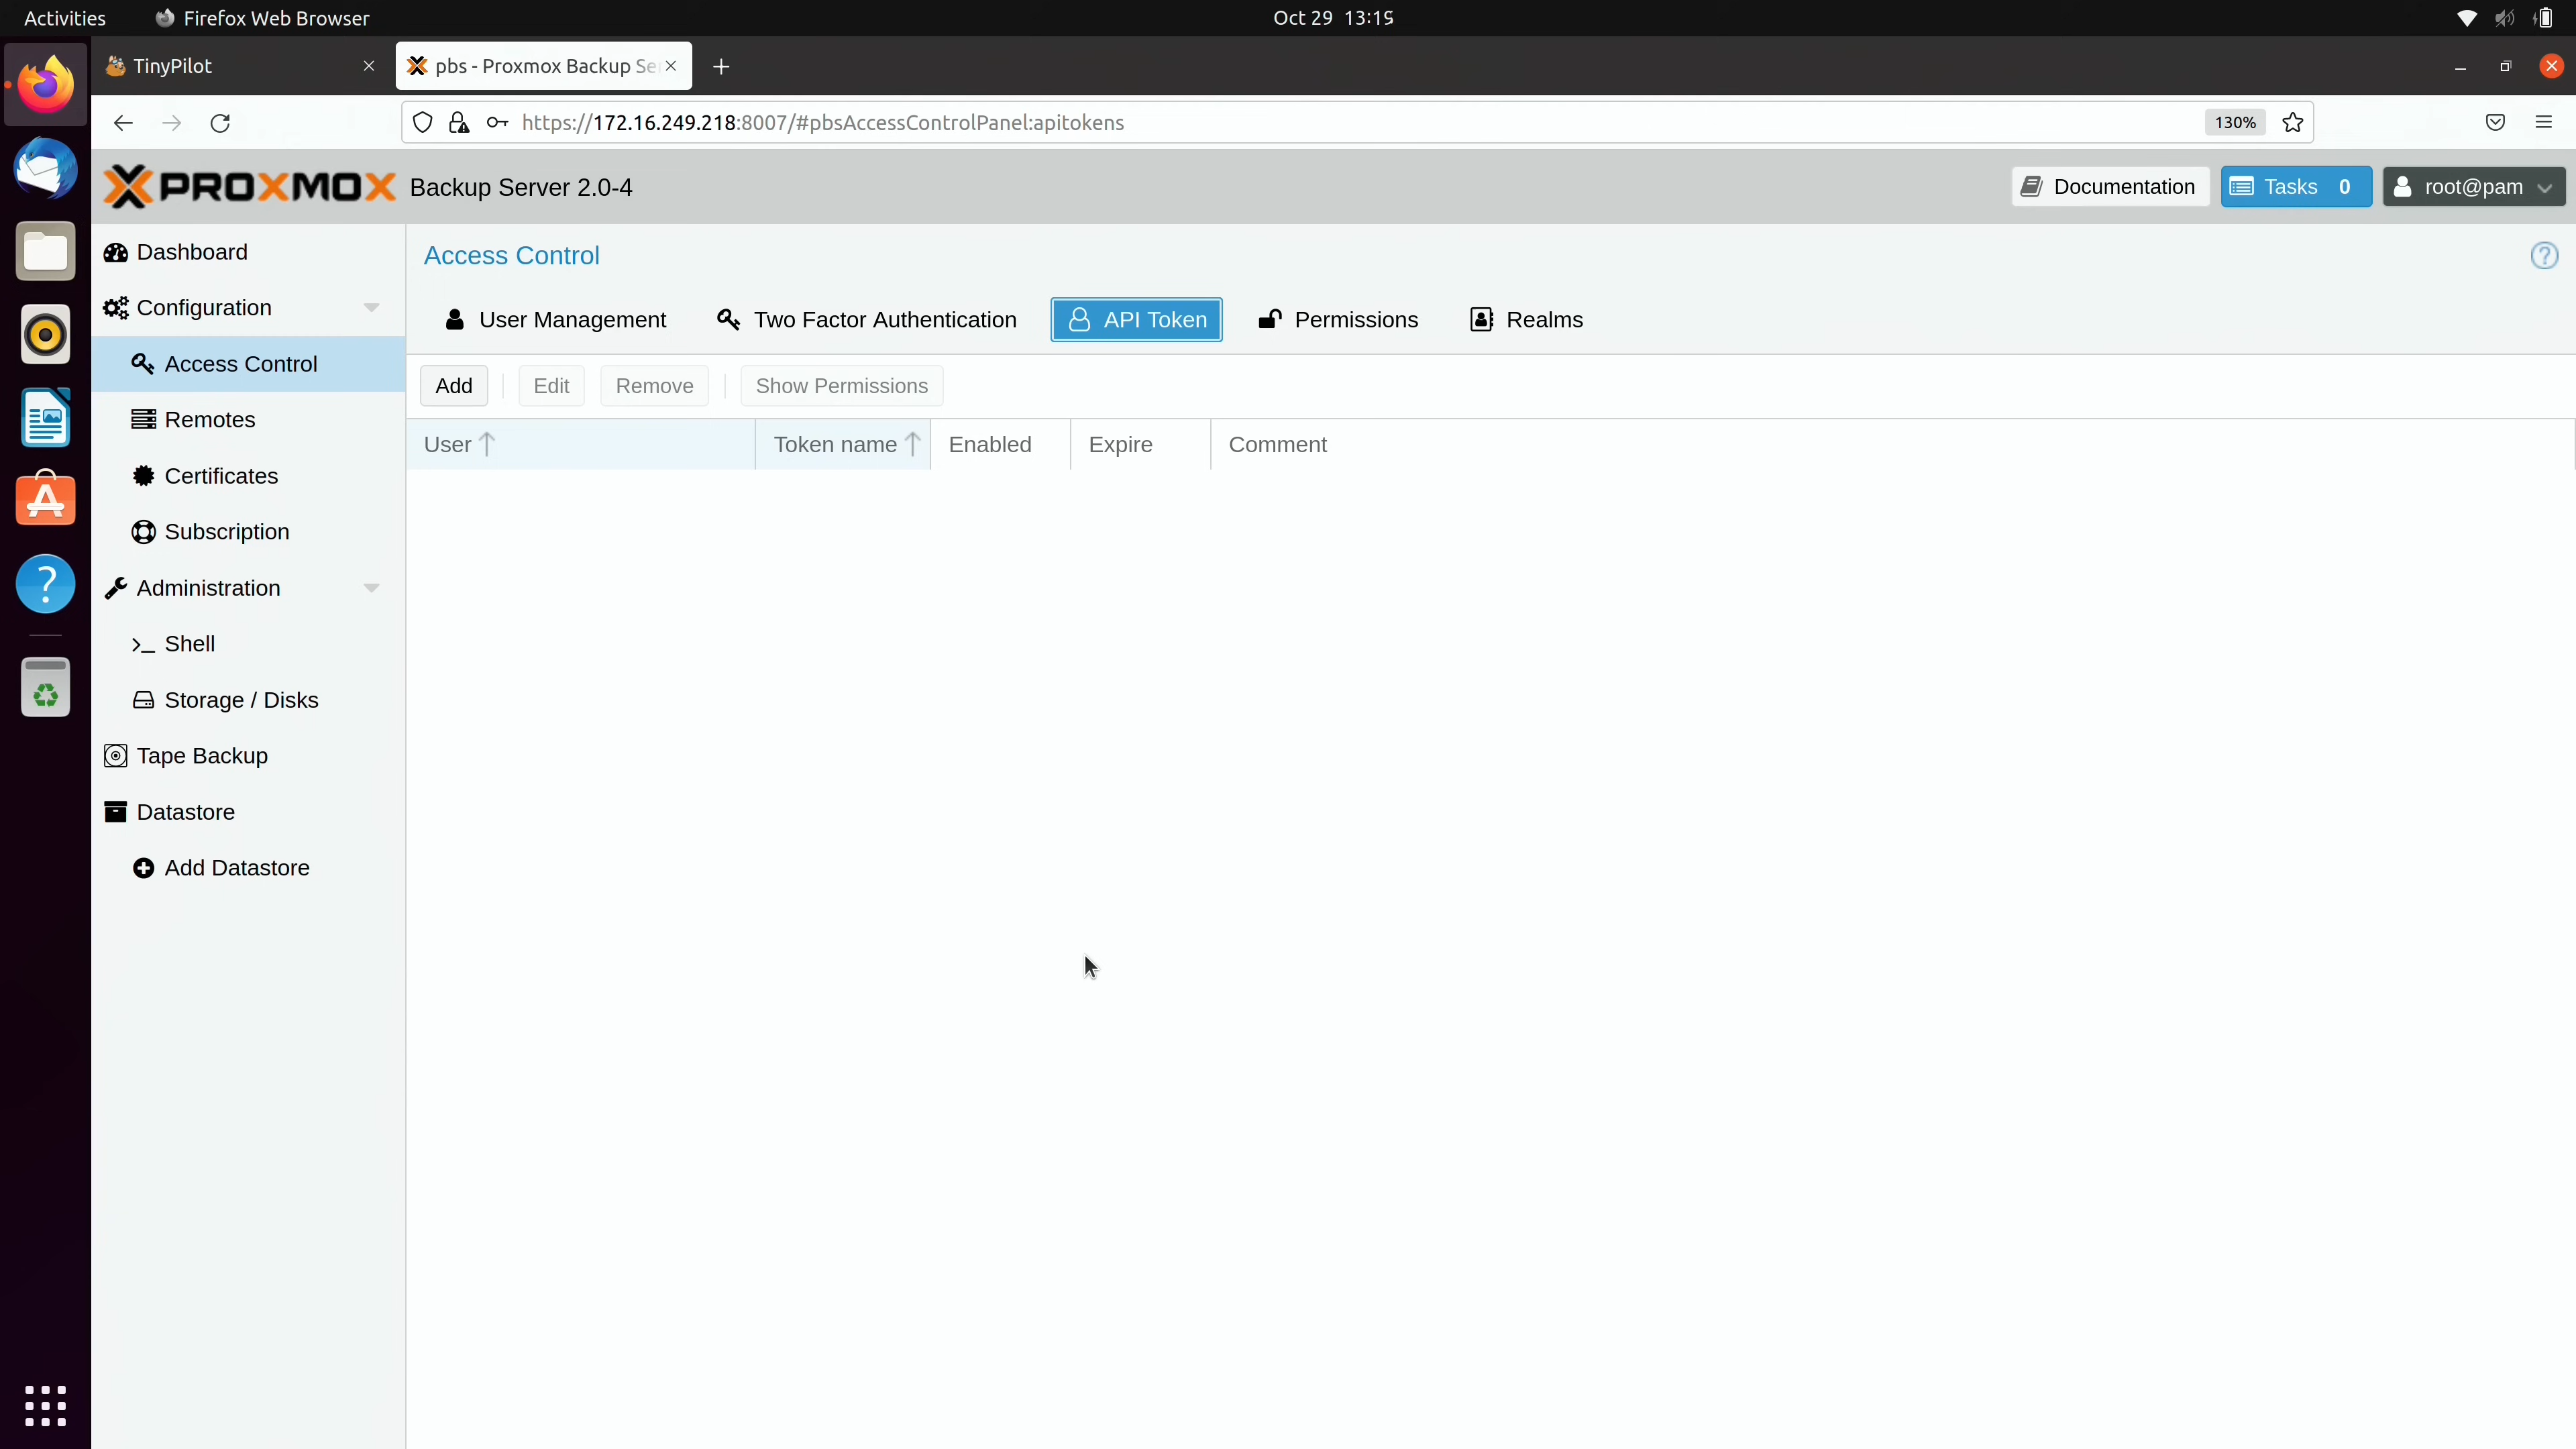 Activities Firefox Web Browser Oct 29 13:15
TinyPilot pbs - Proxmox Backup Se
https://172.16.249.218:8007/#pbsAccessControlPanel:apitokens 130%
PROXMOX Backup Server 2.0-4 Documentation Tasks 0 root@pam
Dashboard
Configuration
Access Control
Remotes
Certificates
Subscription
Administration
Shell
Storage / Disks
Tape Backup
Datastore
Add Datastore
Access Control
User Management Two Factor Authentication API Token Permissions Realms
Add Edit Remove Show Permissions
User Token name Enabled Expire Comment